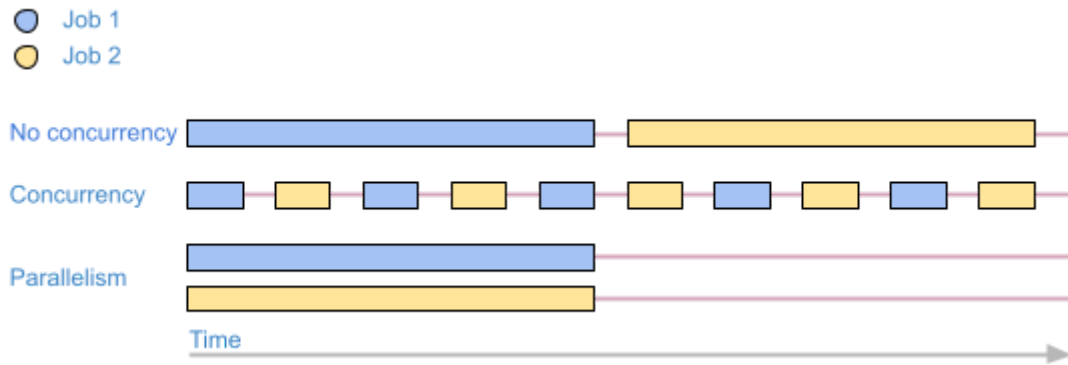 Job 1
Job 2
No concurrency
Concurrency
Parallelism
Time